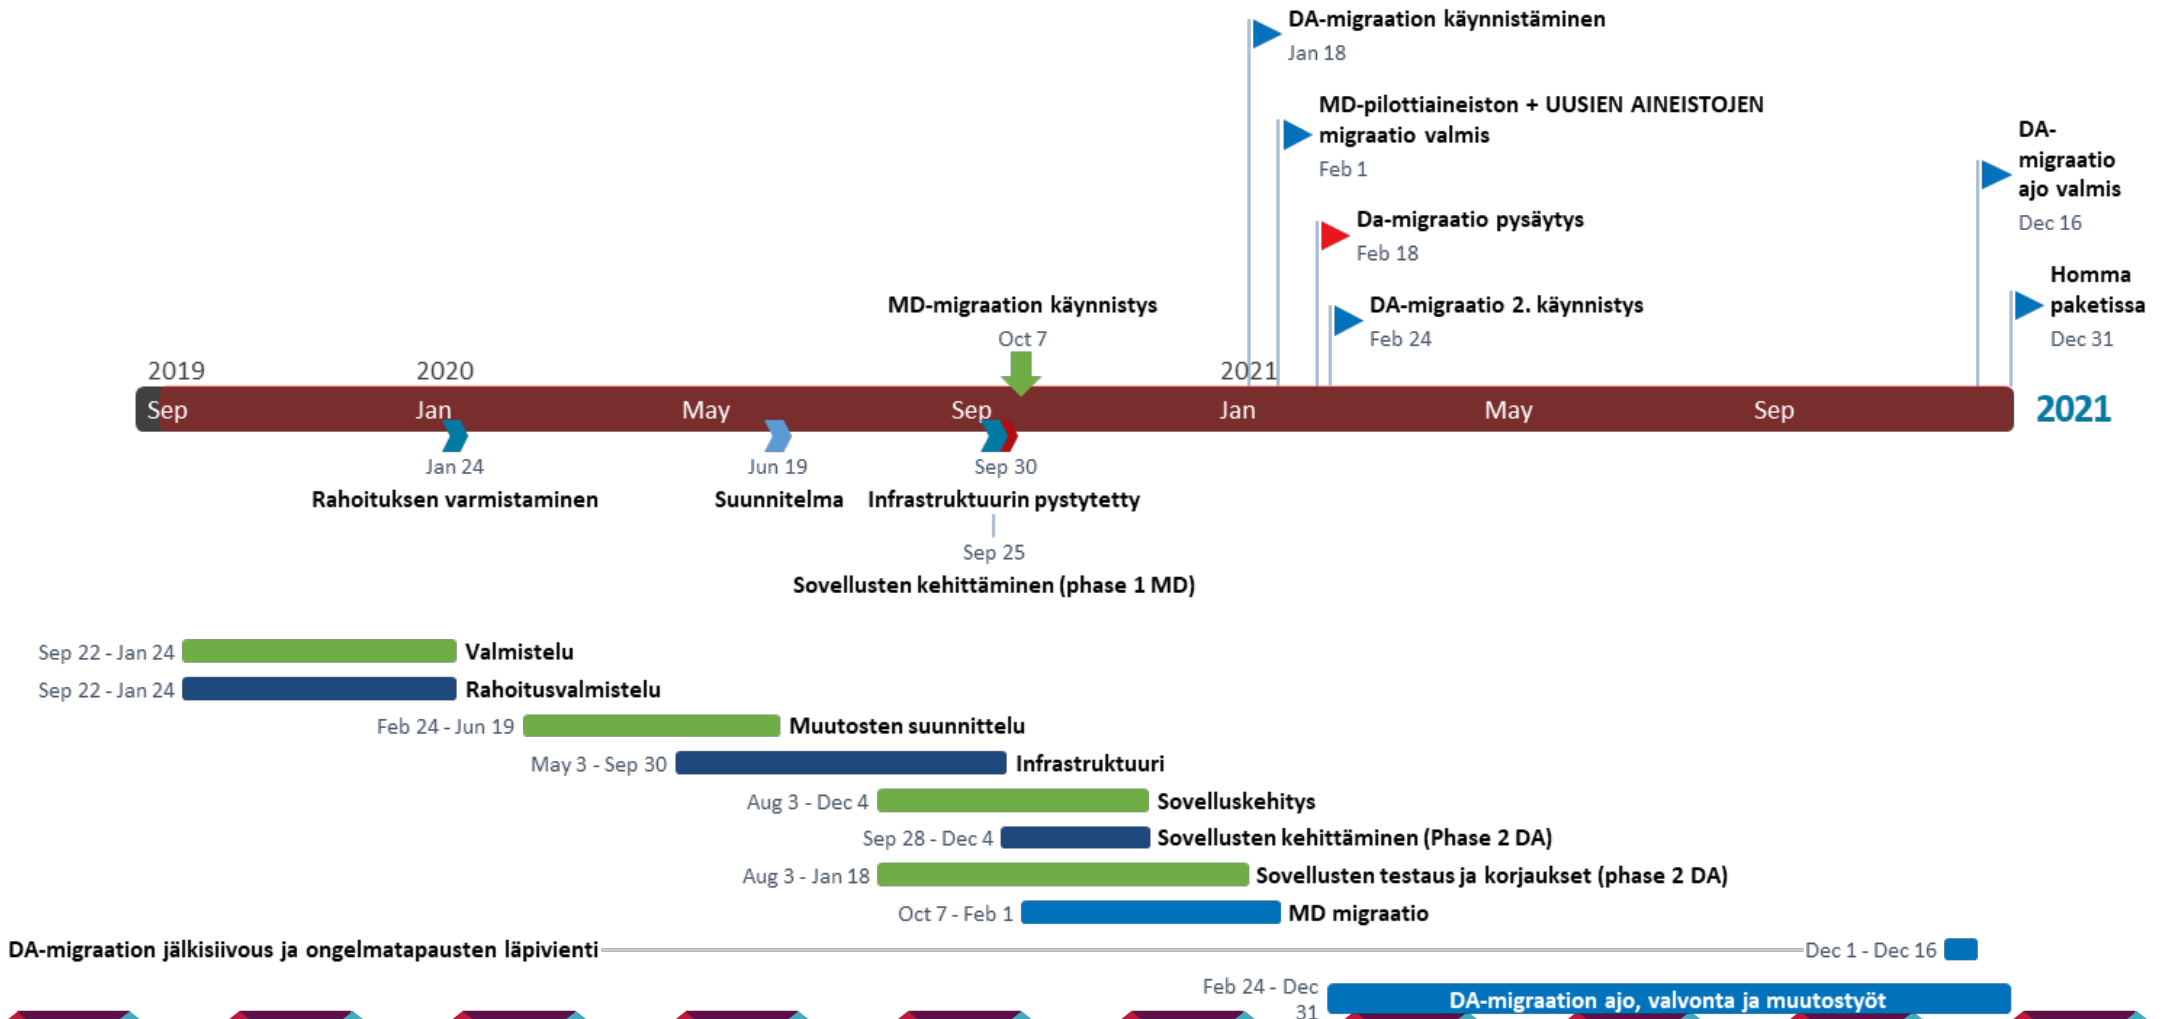 DA-migraation käynnistäminen
Jan 18
MD-pilottiaineiston + UUSIEN AINEISTOJEN
migraatio valmis
Feb 1
DA-
migraatio
ajo valmis
Dec 16
Da-migraatio pysäytys
Feb 18
Homma
paketissa
Dec 31
MD-migraation käynnistys
Oct 7
DA-migraatio 2. käynnistys
Feb 24
2019 2020 2021
Sep Jan May Sep Jan May Sep 2021
Jan 24
Rahoituksen varmistaminen
Jun 19
Suunnitelma
Sep 30
Infrastruktuurin pystytetty
Sep 25
Sovellusten kehittäminen (phase 1 MD)
Sep 22 - Jan 24 Valmistelu
Sep 22 - Jan 24 Rahoitusvalmistelu
Feb 24 - Jun 19 Muutosten suunnittelu
May 3 - Sep 30 Infrastruktuuri
Aug 3 - Dec 4 Sovelluskehitys
Sep 28 - Dec 4 Sovellusten kehittäminen (Phase 2 DA)
Aug 3 - Jan 18 Sovellusten testaus ja korjaukset (phase 2 DA)
Oct 7 - Feb 1 MD migraatio
DA-migraation jälkisiivous ja ongelmatapausten läpivienti Dec 1 - Dec 16
Feb 24 - Dec
31
DA-migraation ajo, valvonta ja muutostyöt